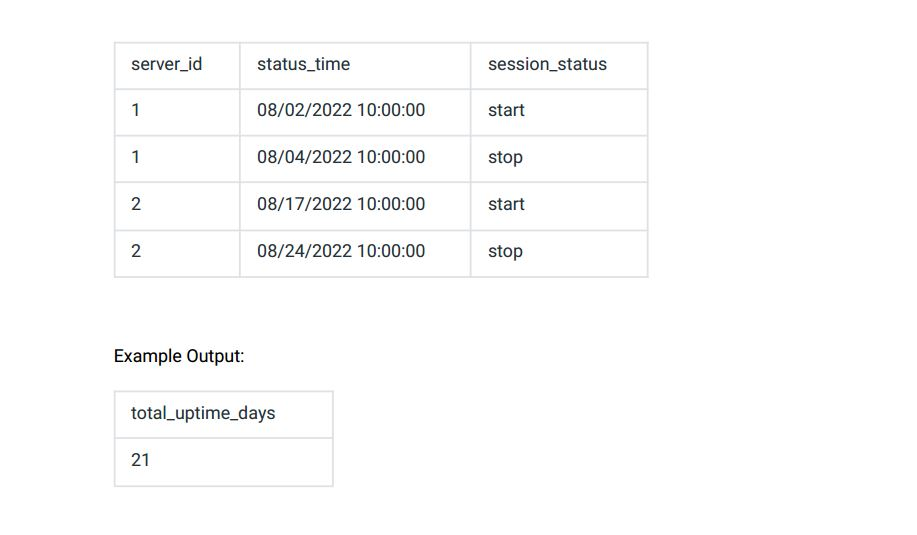 server_id status_time session_status
1 08/02/2022 10:00:00 start
1 08/04/2022 10:00:00 stop
2 08/17/2022 10:00:00 start
2 08/24/2022 10:00:00 stop
Example Output:
total_uptime_days
21